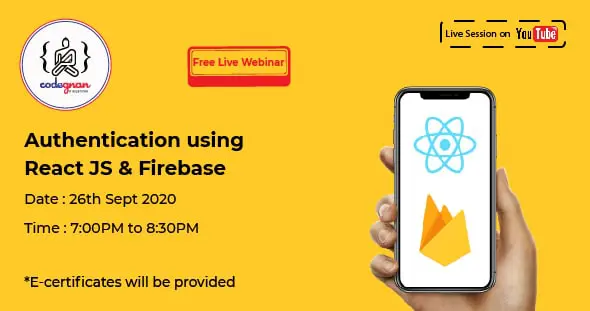 Live Session on YouTube
Free Live Webinar
codegnan
Authentication using
React JS & Firebase
Date : 26th Sept 2020
Time : 7:00PM to 8:30PM
*E-certificates will be provided